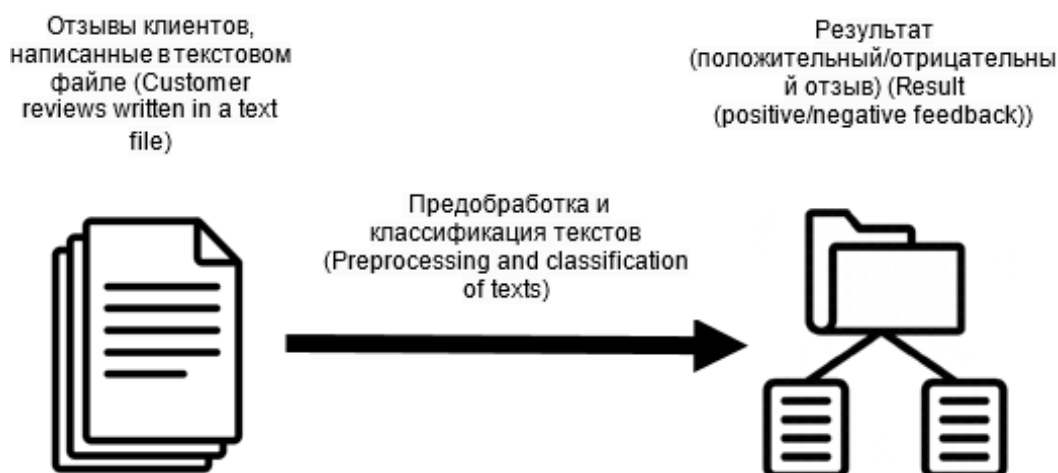 Отзывы клиентов,
написанные в текстовом
файле (Customer
reviews written in a text
file)
Результат
(положительный/отрицательны
й отзыв) (Result
(positive/negative feedback))
Предобработка и
классификация текстов
(Preprocessing and classification
of texts)